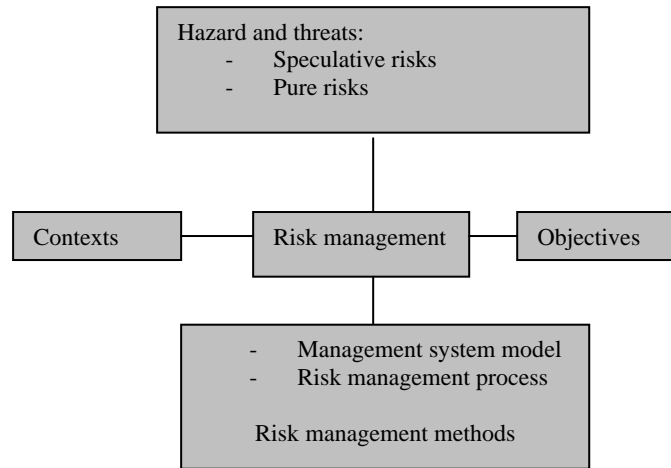 Hazard and threats:
- Speculative risks
- Pure risks
Contexts
Risk management
Objectives
- Management system model
- Risk management process
Risk management methods